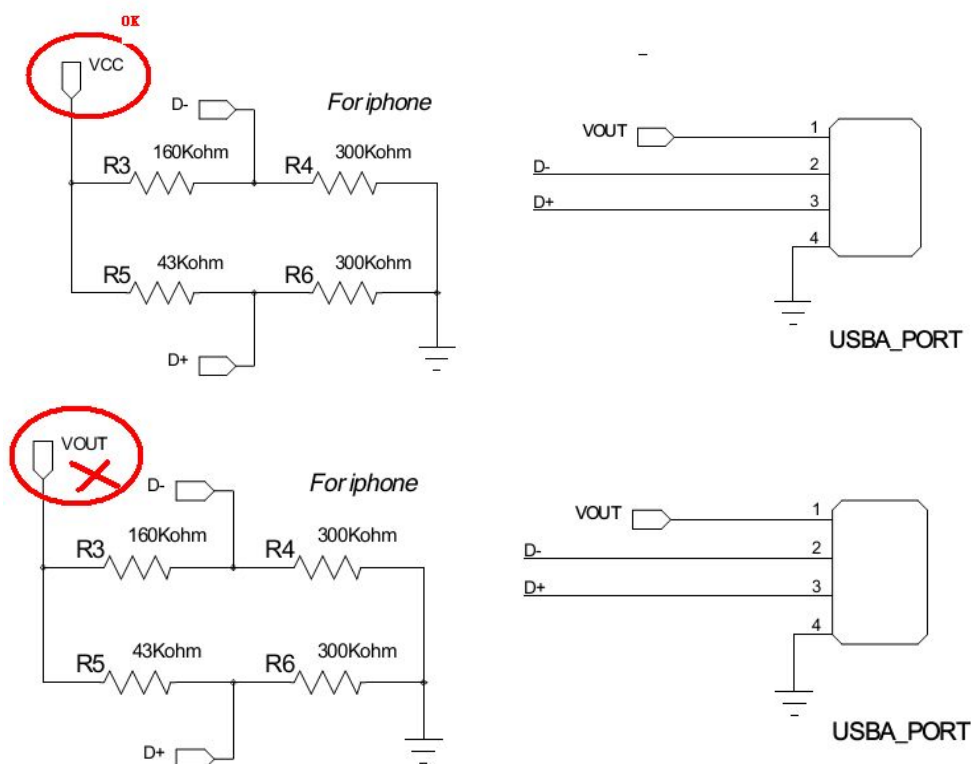 OK
VCC
D-
For iphone
R3
160Kohm
R4
300Kohm
R5
43Kohm
R6
300Kohm
D+
VOUT
1
D-
2
D+
3
4
USBA_PORT
VOUT
D-
For iphone
R3
160Kohm
R4
300Kohm
R5
43Kohm
R6
300Kohm
D+
VOUT
1
D-
2
D+
3
4
USBA_PORT